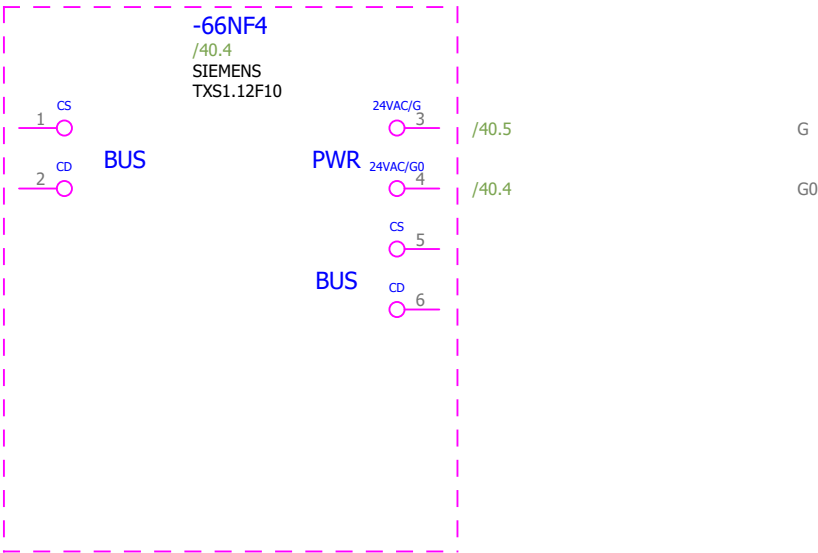 -66NF4
/40.4
SIEMENS
TXS1.12F10
CS
1
24VAC/G
3
/40.5
G
BUS
PWR
CD
2
24VAC/G0
4
/40.4
G0
CS
5
BUS
CD
6